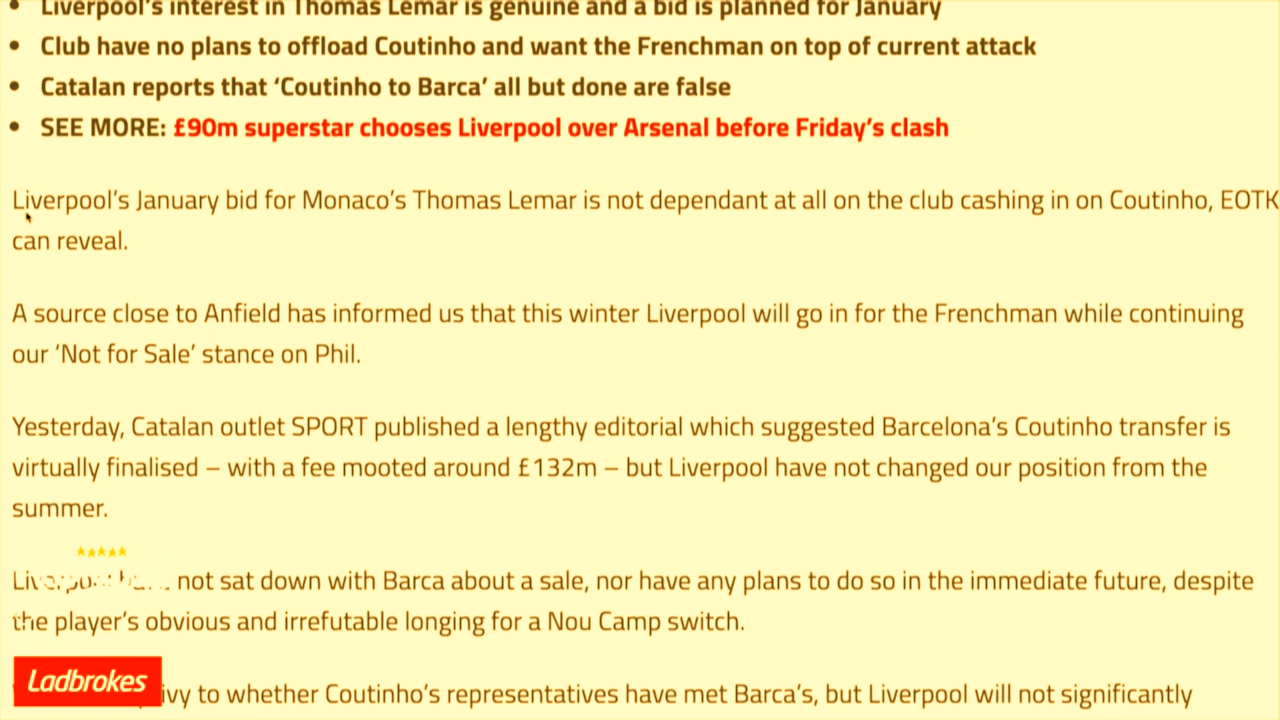 Liverpool's interest in Thomas Lemar is genuine and a bid is planned for January
• Club have no plans to offload Coutinho and want the Frenchman on top of current attack
• Catalan reports that ‘Coutinho to Barca’ all but done are false
• SEE MORE: £90m superstar chooses Liverpool over Arsenal before Friday’s clash
Liverpool’s January bid for Monaco’s Thomas Lemar is not dependant at all on the club cashing in on Coutinho, EOTK
can reveal.
A source close to Anfield has informed us that this winter Liverpool will go in for the Frenchman while continuing
our ‘Not for Sale’ stance on Phil.
Yesterday, Catalan outlet SPORT published a lengthy editorial which suggested Barcelona’s Coutinho transfer is
virtually finalised – with a fee mooted around £132m – but Liverpool have not changed our position from the
summer.
not sat down with Barca about a sale, nor have any plans to do so in the immediate future, despite
the player’s obvious and irrefutable longing for a Nou Camp switch.
Ladbrokes
to whether Coutinho’s representatives have met Barca’s, but Liverpool will not significantly